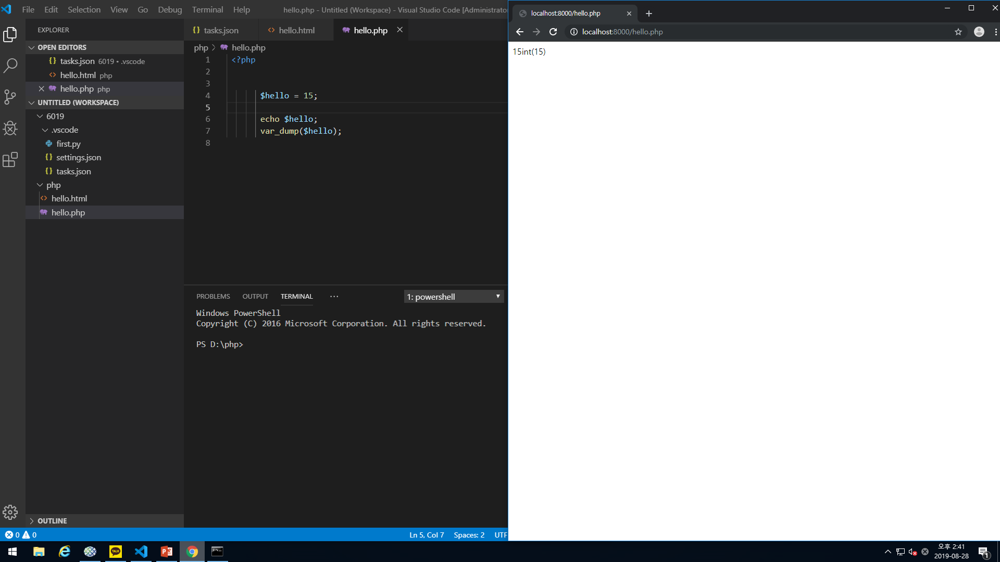 File Edit Selection View Go Debug Terminal Help
hello.php - Untitled (Workspace) - Visual Studio Code [Administrator
EXPLORER
OPEN EDITORS
tasks.json 6019 • .vscode
hello.html php
hello.php php
UNTITLED (WORKSPACE)
6019
.vscode
first.py
settings.json
tasks.json
php
hello.html
hello.php
OUTLINE
tasks.json
hello.html
hello.php
php > hello.php
1 <?php
2
3
4 $hello = 15;
5
6 echo $hello;
7 var_dump($hello);
8
PROBLEMS OUTPUT TERMINAL ...
1: powershell
Windows PowerShell
Copyright (C) 2016 Microsoft Corporation. All rights reserved.
PS D:\php>
0 0
Ln 5, Col 7 Spaces: 2 UTF
localhost:8000/hello.php
localhost:8000/hello.php
15int(15)
TALK
오후 2:41
2019-08-28
1